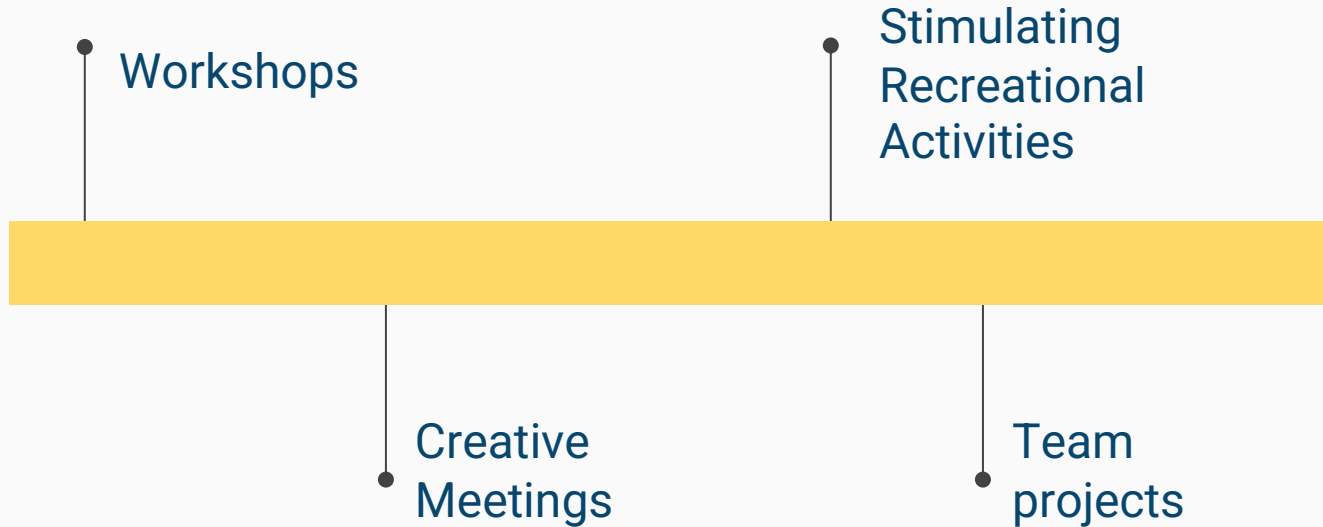 Workshops
Stimulating
Recreational
Activities
Creative
Meetings
Team
projects